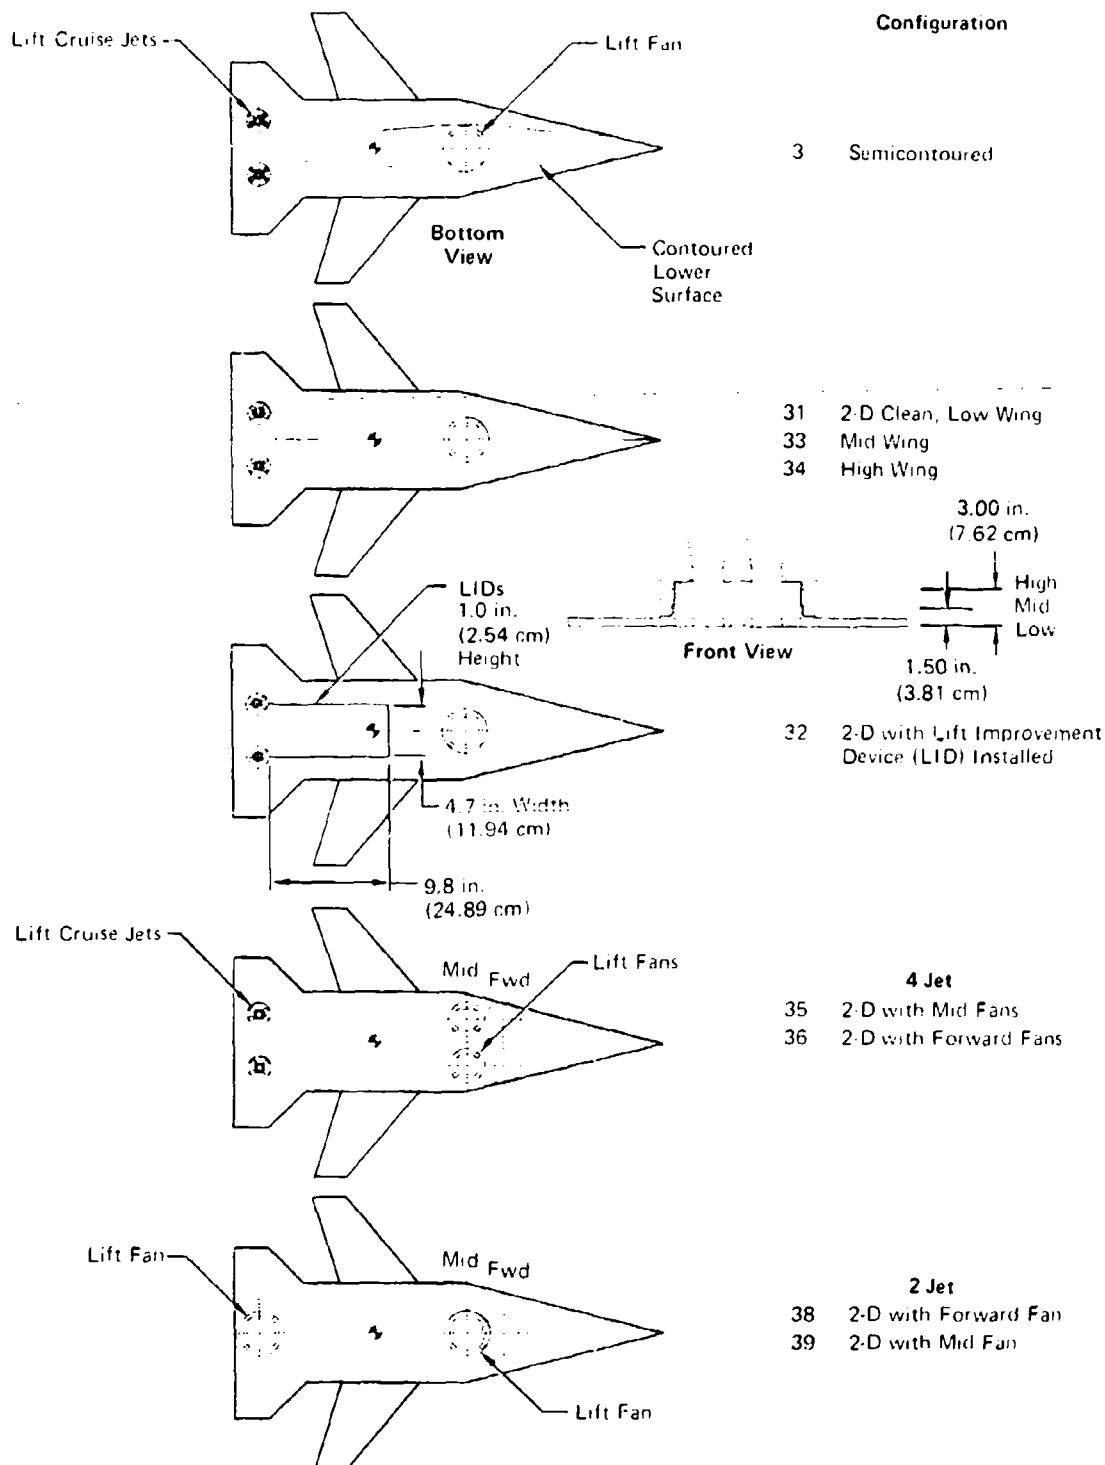 Configuration
Lift Cruise Jets
Lift Fan
3 Semicontoured
Bottom
View
Contoured
Lower
Surface
31 2-D Clean, Low Wing
33 Mid Wing
34 High Wing
3.00 in.
(7.62 cm)
High
Mid
Low
1.50 in.
(3.81 cm)
Front View
LIDs
1.0 in.
(2.54 cm)
Height
32 2-D with Lift Improvement
Device (LID) Installed
4.7 in. Width
(11.94 cm)
9.8 in.
(24.89 cm)
Lift Cruise Jets
Mid Fwd
Lift Fans
4 Jet
35 2-D with Mid Fans
36 2-D with Forward Fans
Lift Fan
Mid Fwd
2 Jet
38 2-D with Forward Fan
39 2-D with Mid Fan
Lift Fan